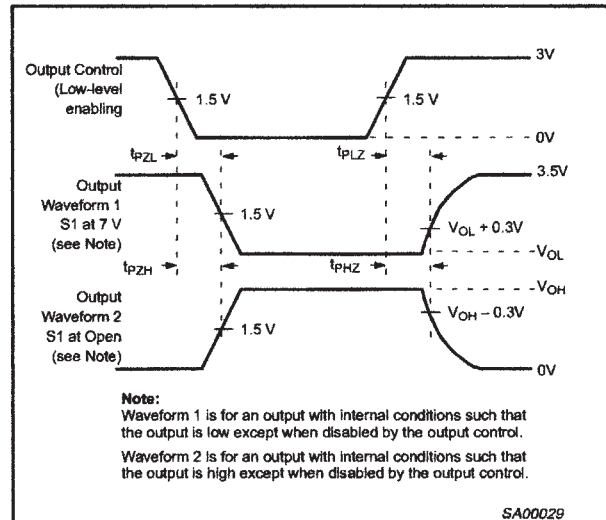 3V
Output Control
(Low-level
enabling
1.5 V
1.5 V
0V
tPZL
tPLZ
3.5V
Output
Waveform 1
S1 at 7 V
(see Note)
1.5 V
VOL + 0.3V
VOL
tPZH
tPHZ
VOH
Output
Waveform 2
S1 at Open
(see Note)
1.5 V
VOH – 0.3V
0V
Note:
Waveform 1 is for an output with internal conditions such that
the output is low except when disabled by the output control.
Waveform 2 is for an output with internal conditions such that
the output is high except when disabled by the output control.
SA00029